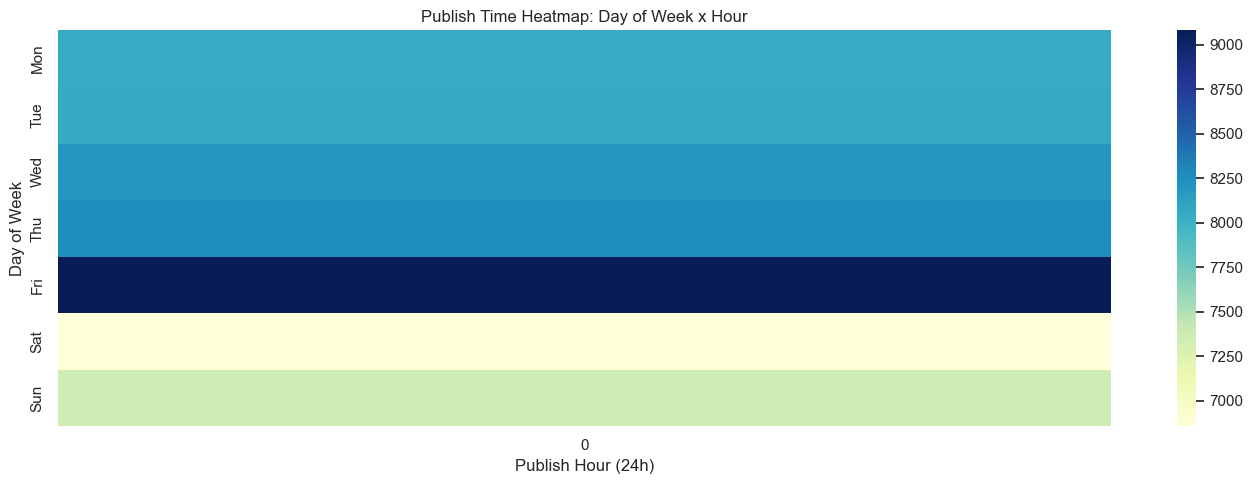 Publish Time Heatmap: Day of Week x Hour
Day of Week
Mon
Tue
Wed
Thu
Fri
Sat
Sun
0
Publish Hour (24h)
9000
8750
8500
8250
8000
7750
7500
7250
7000